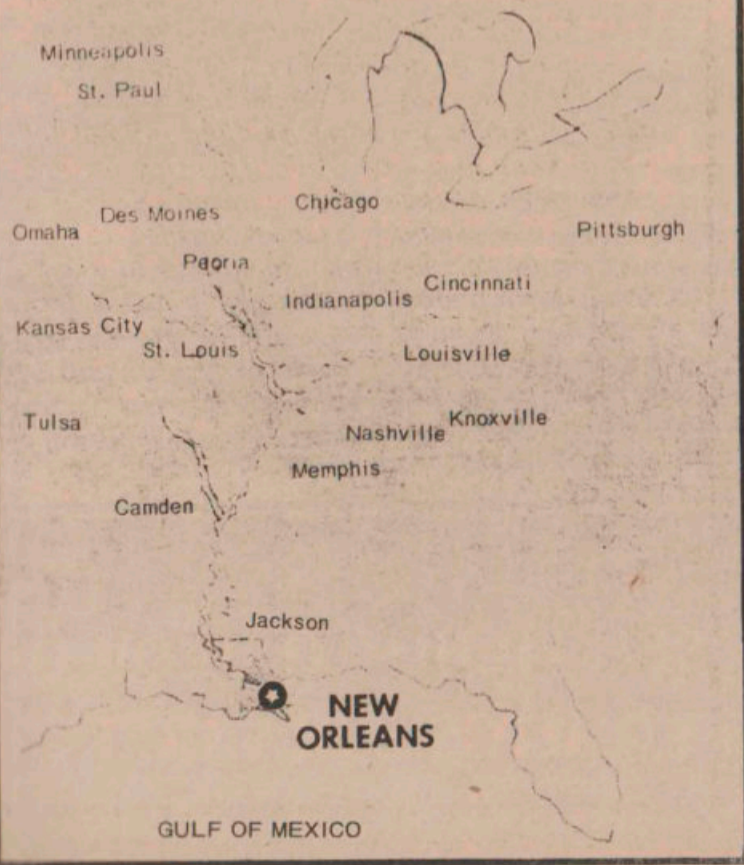 Minneapolis
St. Paul
Chicago
Des Moines
Omaha
Pittsburgh
Peoria
Cincinnati
Indianapolis
Kansas City
St. Louis
Louisville
Tulsa
Knoxville
Nashville
Memphis
Camden
Jackson
NEW
ORLEANS
GULF OF MEXICO